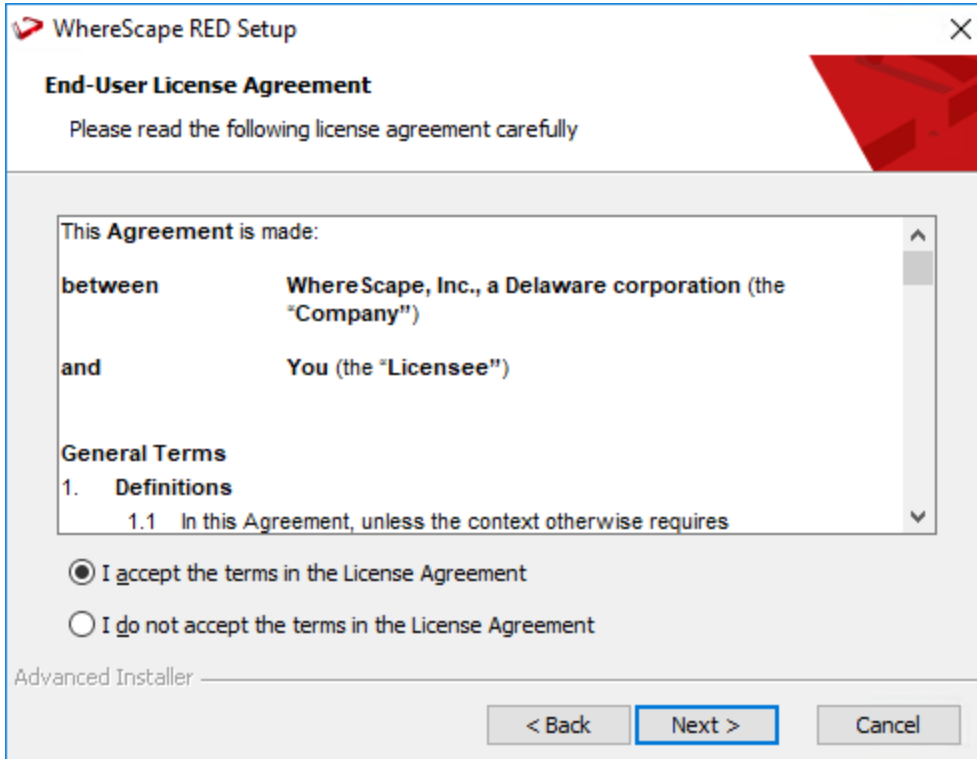 WhereScape RED Setup
End-User License Agreement
Please read the following license agreement carefully
This Agreement is made:
between WhereScape, Inc., a Delaware corporation (the
“Company”)
and You (the “Licensee”)
General Terms
1. Definitions
1.1 In this Agreement, unless the context otherwise requires
I accept the terms in the License Agreement
I do not accept the terms in the License Agreement
Advanced Installer
< Back Next > Cancel